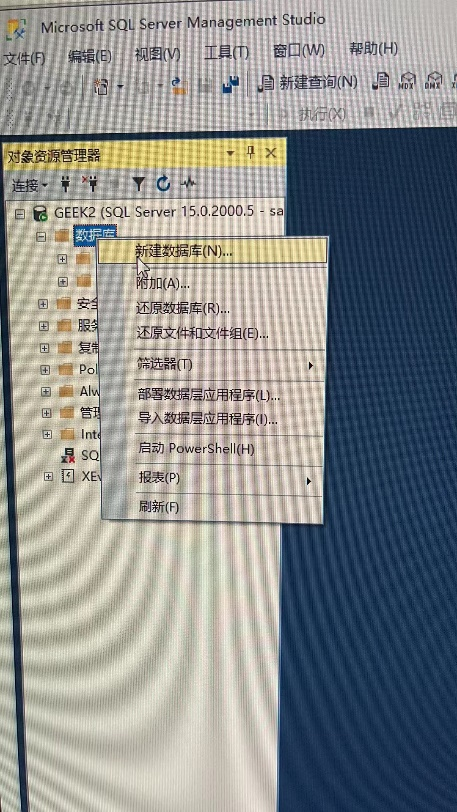 Microsoft SQL Server Management Studio
文件(F) 编辑(E) 视图(V) 工具(T) 窗口(W) 帮助(H)
新建查询(N) MDX DMX
执行(X)
对象资源管理器
连接
GEEK2 (SQL Server 15.0.2000.5 - sa
数据库
新建数据库(N)...
附加(A)...
安全
还原数据库(R)...
服务
还原文件和文件组(E)...
复制
筛选器(T)
Pol
部署数据层应用程序(L)...
Alw
导入数据层应用程序(I)...
管理
Inte
启动 PowerShell(H)
SQ
报表(P)
XEv
刷新(F)